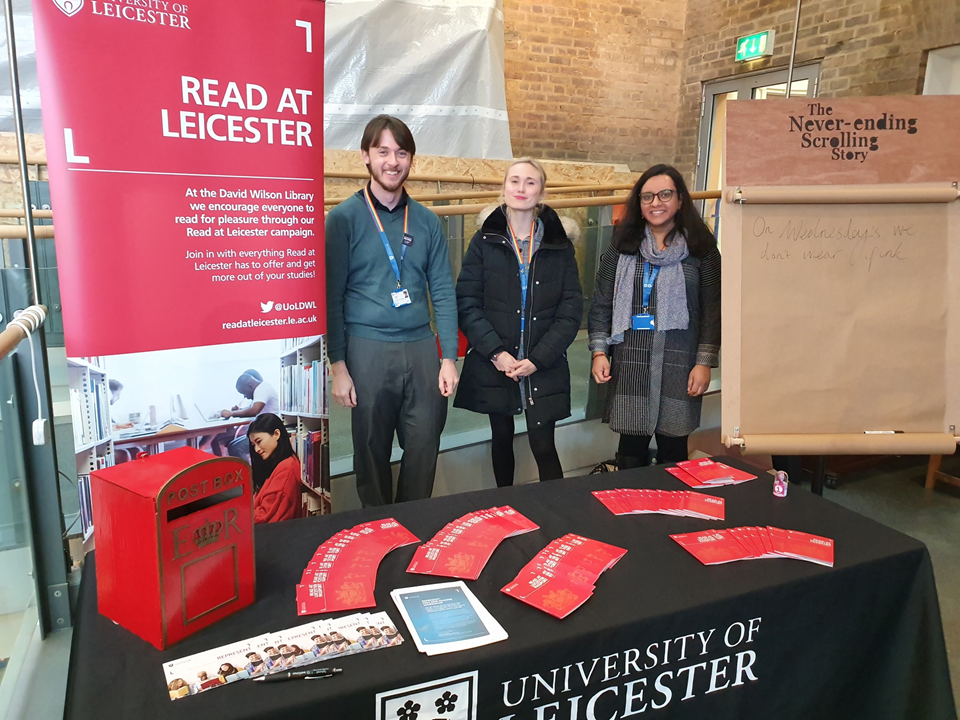 UNIVERSITY OF
LEICESTER
READ AT
LEICESTER
At the David Wilson Library
we encourage everyone to
read for pleasure through our
Read at Leicester campaign.
Join in with everything Read at
Leicester has to offer and get
more out of your studies!
@UoLDWL
readatleicester.le.ac.uk
The
Never-ending
Scrolling
Story
On Wednesday's we
don't wear pink
POST BOX
E R
REPRESENT
UNIVERSITY OF
LEICESTER